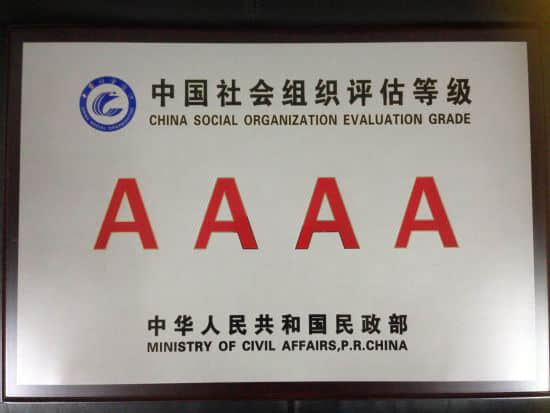 中国社会组织评估等级
CHINA SOCIAL ORGANIZATION EVALUATION GRADE
A A A A
中华人民共和国民政部
MINISTRY OF CIVIL AFFAIRS,P.R.CHINA